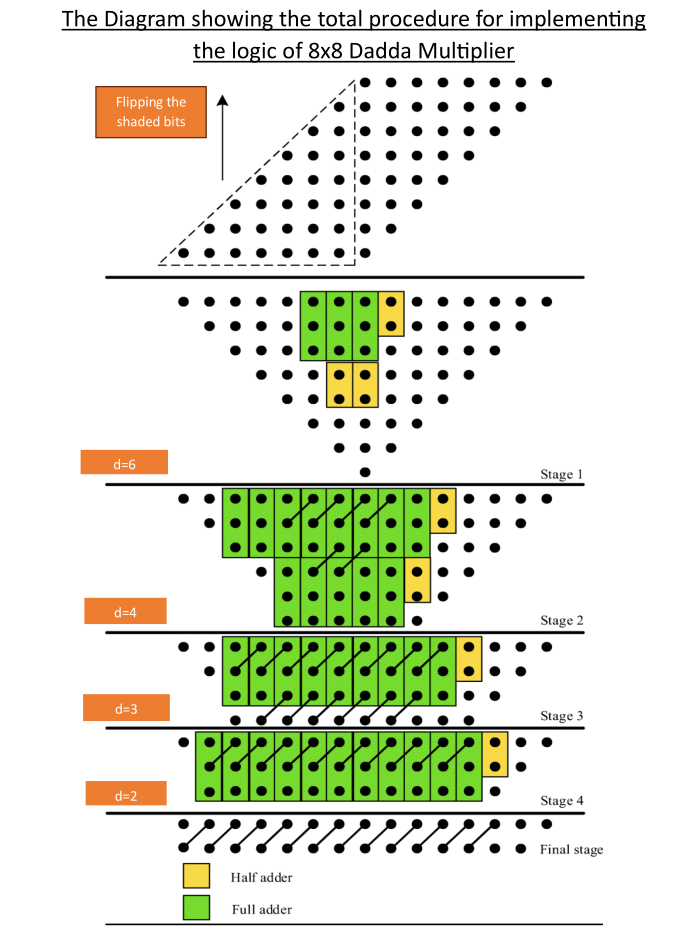 The Diagram showing the total procedure for implementing
the logic of 8x8 Dadda Multiplier
Flipping the
shaded bits
d=6
Stage 1
d=4
Stage 2
d=3
Stage 3
d=2
Stage 4
Final stage
Half adder
Full adder